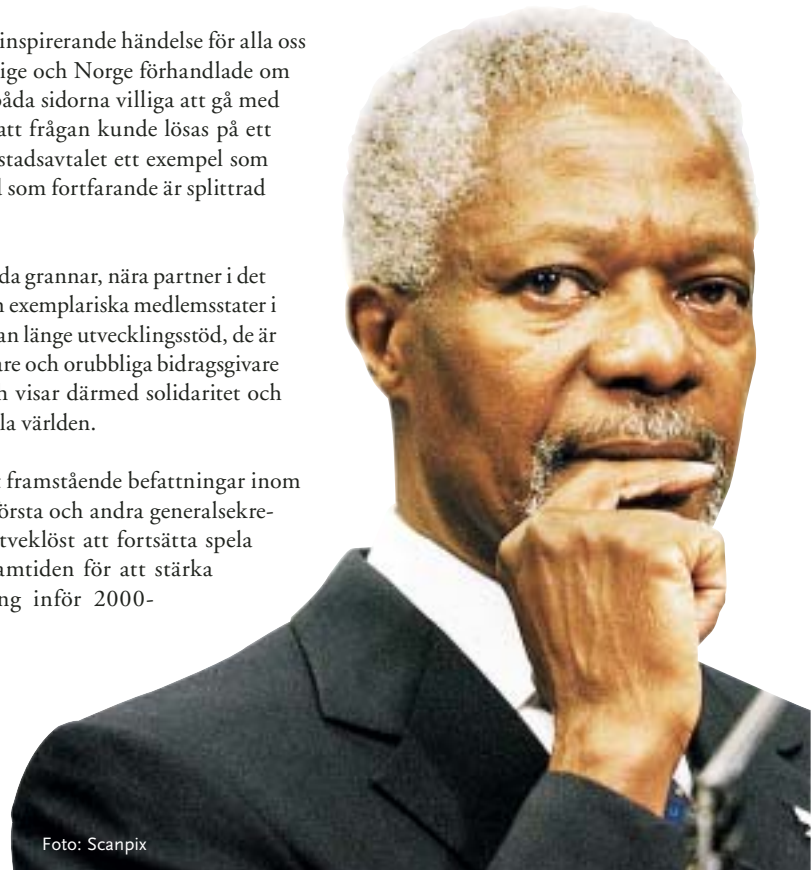 inspirerande händelse för alla oss
ige och Norge förhandlade om
åda sidorna villiga att gå med
att frågan kunde lösas på ett
stadsavtalet ett exempel som
som fortfarande är splittrad
da grannar, nära partner i det
exemplariska medlemsstater i
an länge utvecklingsstöd, de är
are och orubbliga bidragsgivare
visar därmed solidaritet och
la världen.
framstående befattningar inom
örsta och andra generalsekre-
tveklöst att fortsätta spela
amtiden för att stärka
ng inför 2000-
Foto: Scanpix